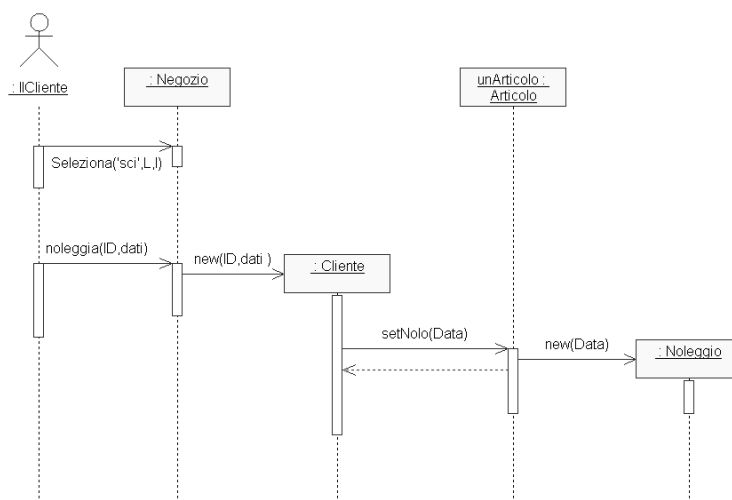 : IlCliente
: Negozio
unArticolo :
Articolo
Seleziona('sci',L,I)
noleggia(ID,dati)
new(ID,dati )
: Cliente
setNolo(Data)
new(Data)
: Noleggio